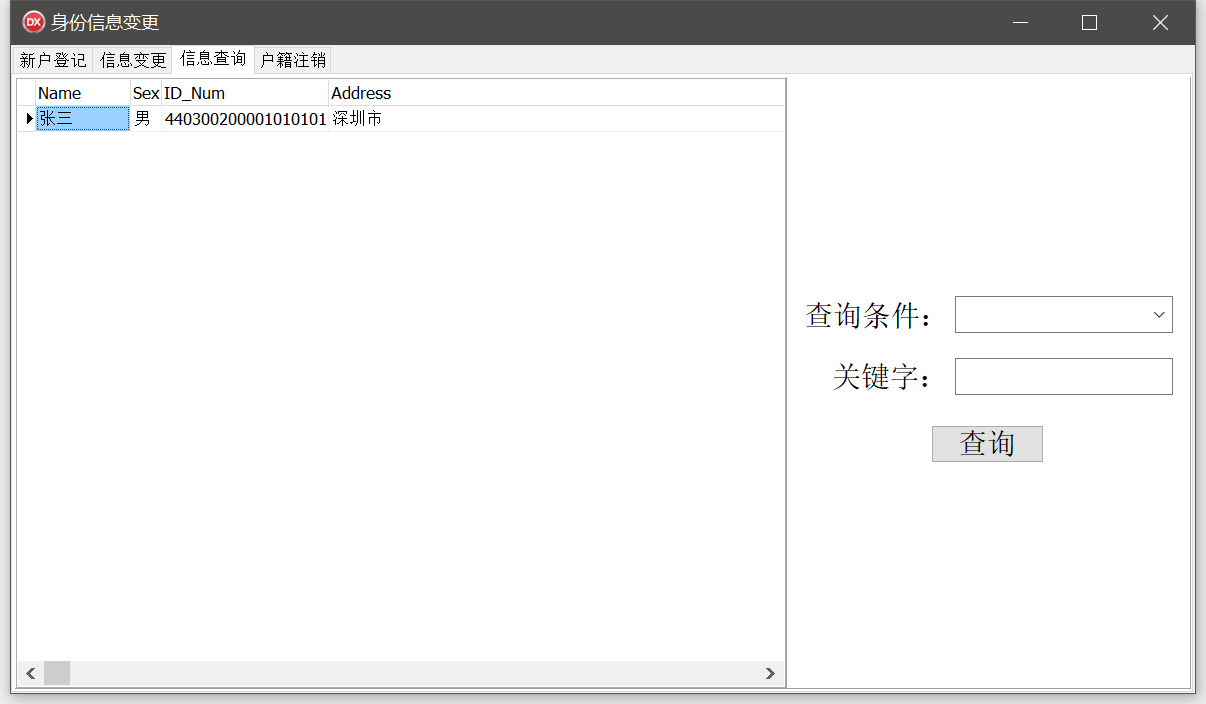 DX 身份信息变更
新户登记 信息变更 信息查询 户籍注销
Name Sex ID_Num Address
张三 男 440300200001010101 深圳市
查询条件：
关键字：
查询